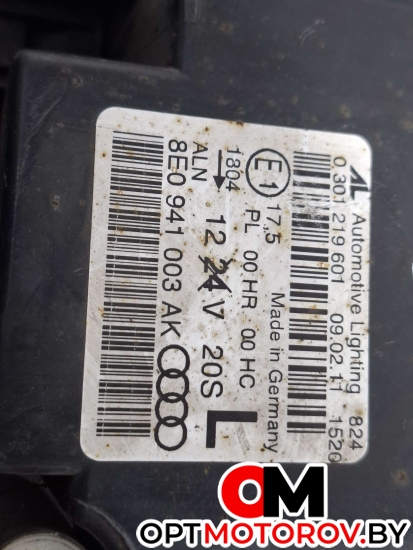 AL Automotive Lighting 824
0 301 219 601 09.02.11 1520
Made in Germany
E1 17,5
PL 00 HR 00 HC
1804
12 24V 20S L
ALN
8E0 941 003 AK
OM
OPTMOTOROV.BY